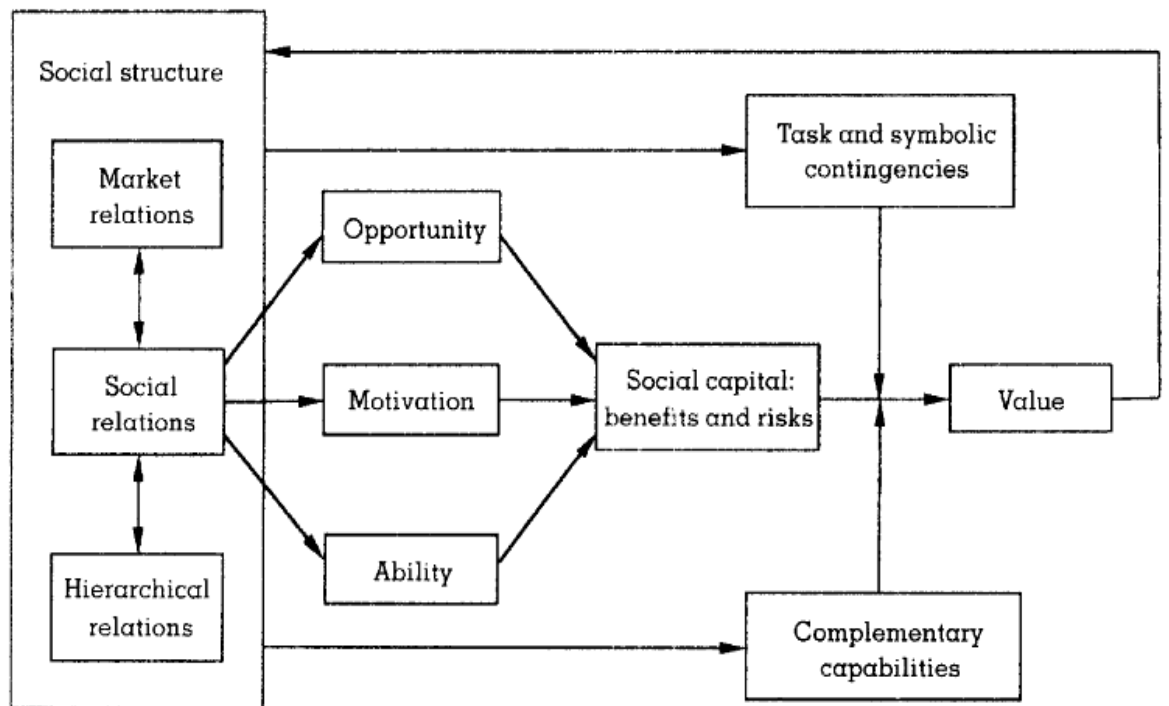 Social structure
Market
relations
Social
relations
Hierarchical
relations
Opportunity
Motivation
Ability
Social capital:
benefits and risks
Task and symbolic
contingencies
Value
Complementary
capabilities